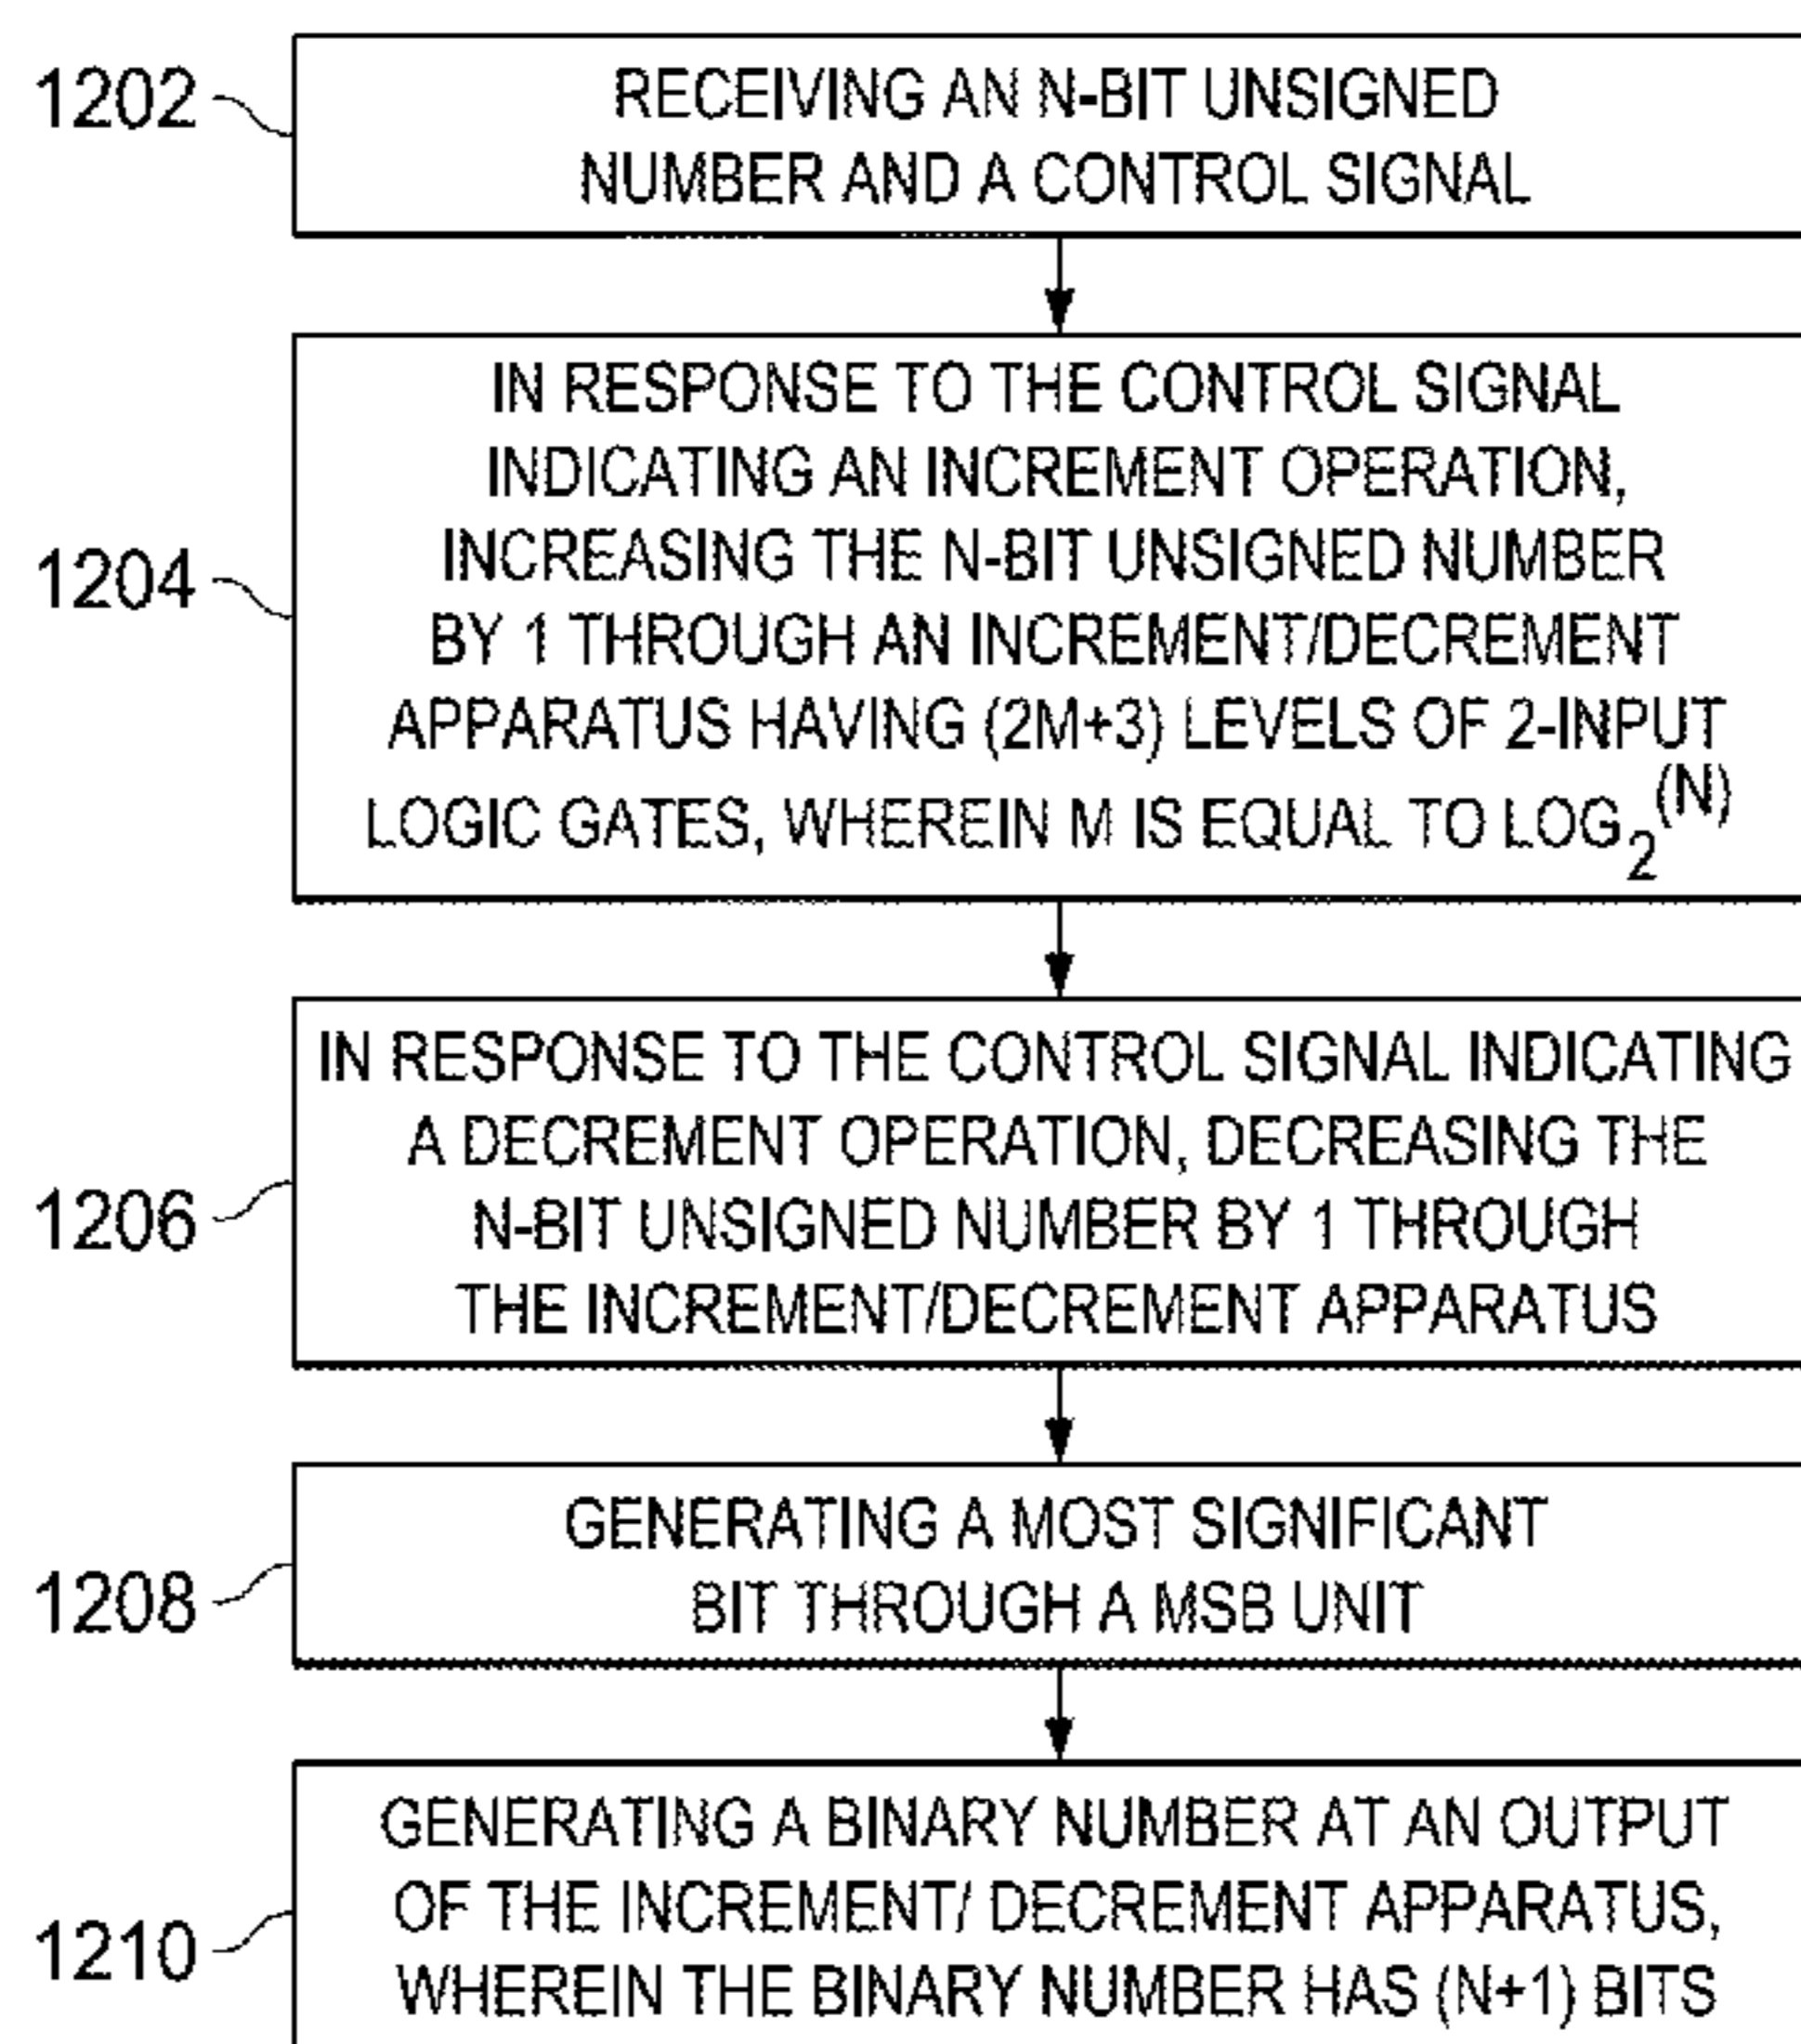 1202
RECEIVING AN N-BIT UNSIGNED
NUMBER AND A CONTROL SIGNAL
1204
IN RESPONSE TO THE CONTROL SIGNAL
INDICATING AN INCREMENT OPERATION,
INCREASING THE N-BIT UNSIGNED NUMBER
BY 1 THROUGH AN INCREMENT/DECREMENT
APPARATUS HAVING (2M+3) LEVELS OF 2-INPUT
LOGIC GATES, WHEREIN M IS EQUAL TO LOG₂⁽ᴺ⁾
1206
IN RESPONSE TO THE CONTROL SIGNAL INDICATING
A DECREMENT OPERATION, DECREASING THE
N-BIT UNSIGNED NUMBER BY 1 THROUGH
THE INCREMENT/DECREMENT APPARATUS
1208
GENERATING A MOST SIGNIFICANT
BIT THROUGH A MSB UNIT
1210
GENERATING A BINARY NUMBER AT AN OUTPUT
OF THE INCREMENT/ DECREMENT APPARATUS,
WHEREIN THE BINARY NUMBER HAS (N+1) BITS